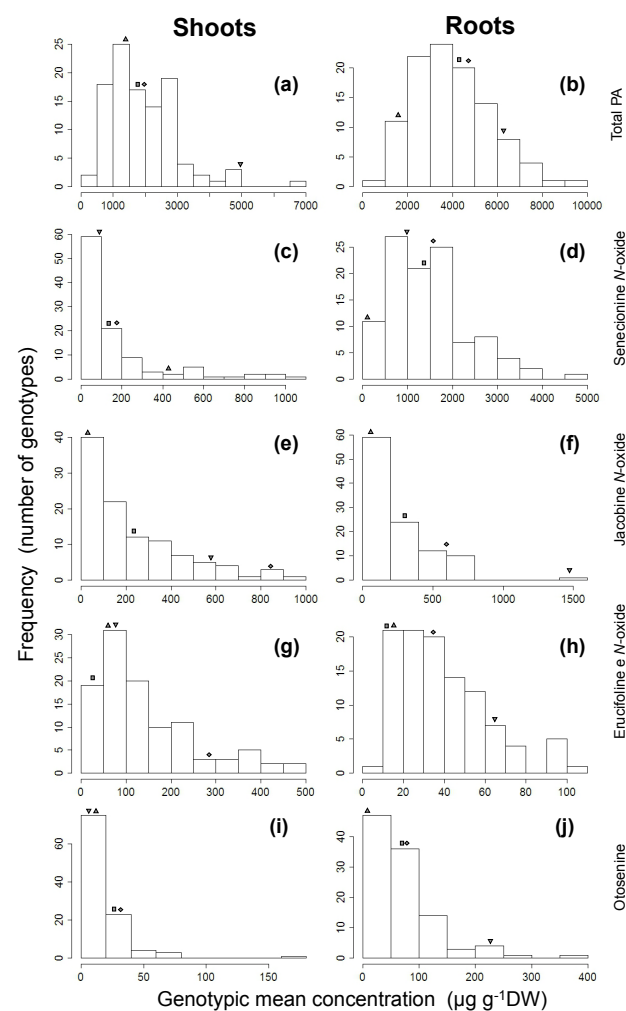 Shoots
Roots
(a)
0 5 10 15 20 25
0 1000 3000 5000 7000
(b)
0 5 10 15 20
0 2000 4000 6000 8000 10000
Total PA
(c)
0 10 20 30 40 50 60
0 200 400 600 800 1000
(d)
0 5 10 15 20 25
0 1000 2000 3000 4000 5000
Senecionine N-oxide
(e)
0 10 20 30 40
0 200 400 600 800 1000
(f)
0 10 20 30 40 50 60
0 500 1000 1500
Jacobine N-oxide
(g)
0 5 10 15 20 25 30
0 100 200 300 400 500
(h)
0 5 10 15 20
0 20 40 60 80 100
Erucifoline e N-oxide
(i)
0 20 40 60
0 50 100 150
(j)
0 10 20 30 40
0 100 200 300 400
Otosenine
Frequency (number of genotypes)
Genotypic mean concentration (µg g-1DW)